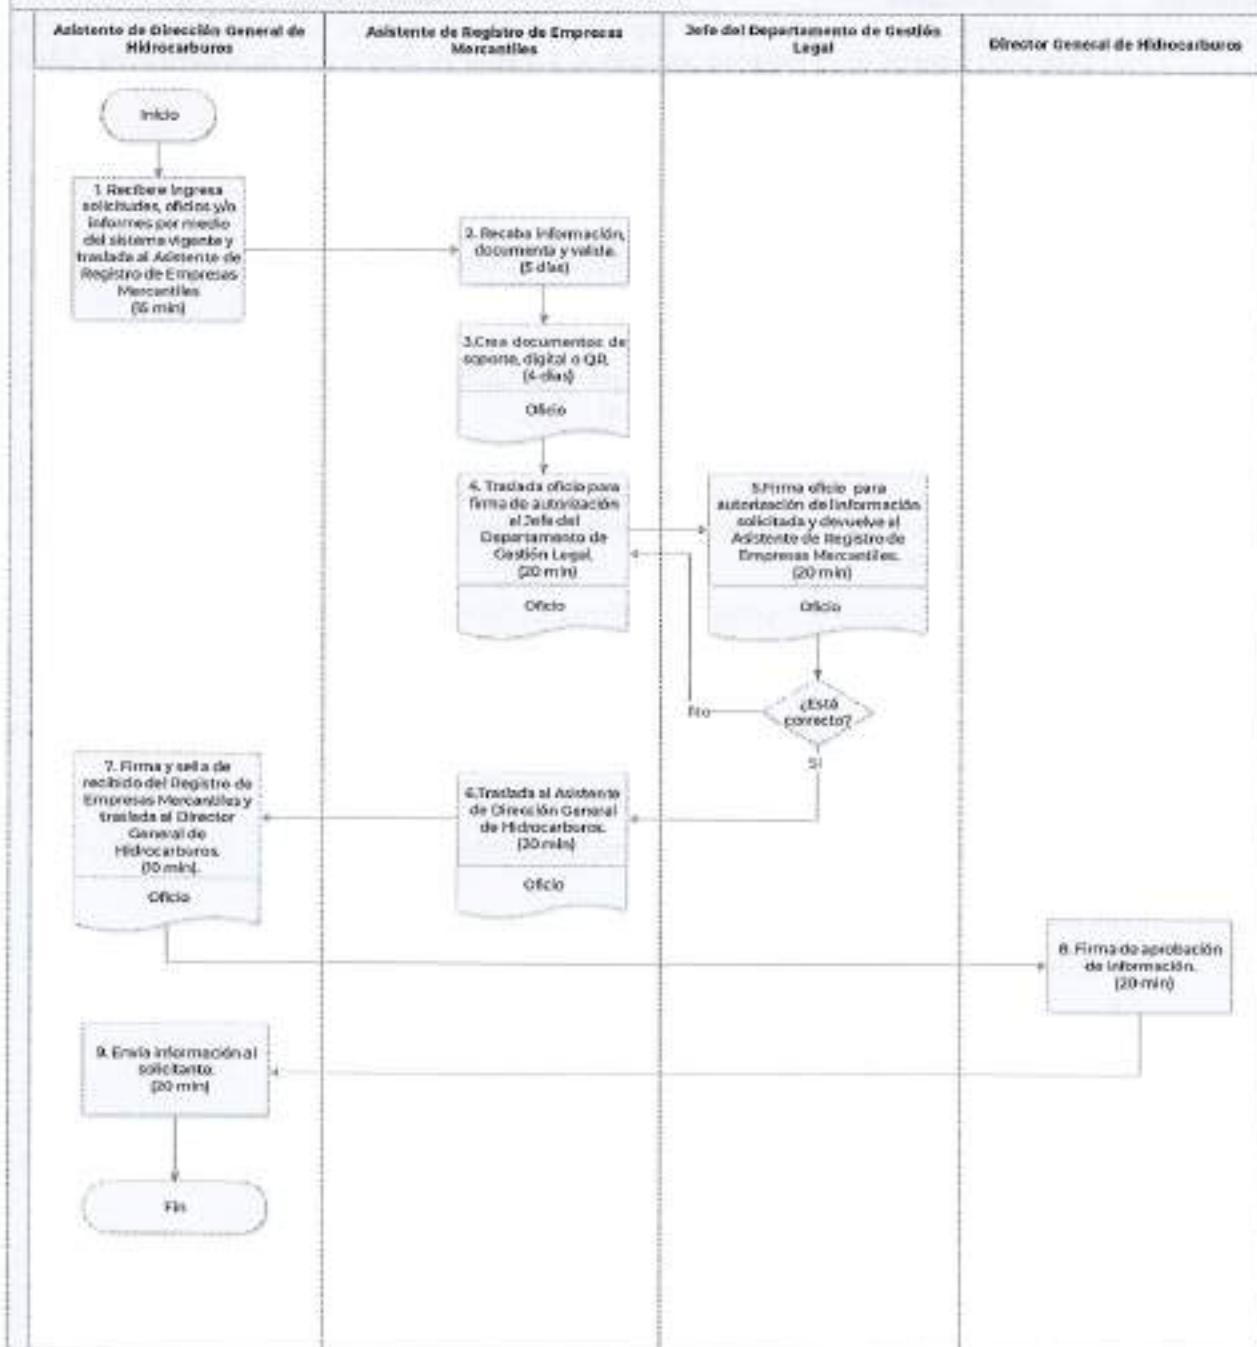 Asistente de Dirección General de
Hidrocarburos
Asistente de Registro de Empresas
Mercantiles
Jefe del Departamento de Gestión
Legal
Director General de Hidrocarburos
Inicio
1. Recibe e ingresa
solicitudes, oficios y/o
informes por medio
del sistema vigente y
traslada al Asistente de
Registro de Empresas
Mercantiles
(15 min)
2. Recaba información,
documenta y valida.
(5 días)
3.Crea documentos de
soporte, digital o QR.
(4 días)
Oficio
4. Traslada oficio para
firma de autorización
al Jefe del
Departamento de
Gestión Legal.
(20 min)
Oficio
5.Firma oficio para
autorización de linformación
solicitada y devuelve al
Asistente de Registro de
Empresas Mercantiles.
(20 min)
Oficio
¿Está
correcto?
No
Sí
6.Traslada al Asistente
de Dirección General
de Hidrocarburos.
(20 min)
Oficio
7. Firma y sella de
recibido del Registro de
Empresas Mercantiles y
traslada al Director
General de
Hidrocarburos.
(10 min).
Oficio
8. Firma de aprobación
de información.
(20 min)
9. Envía información al
solicitante.
(20 min)
Fin